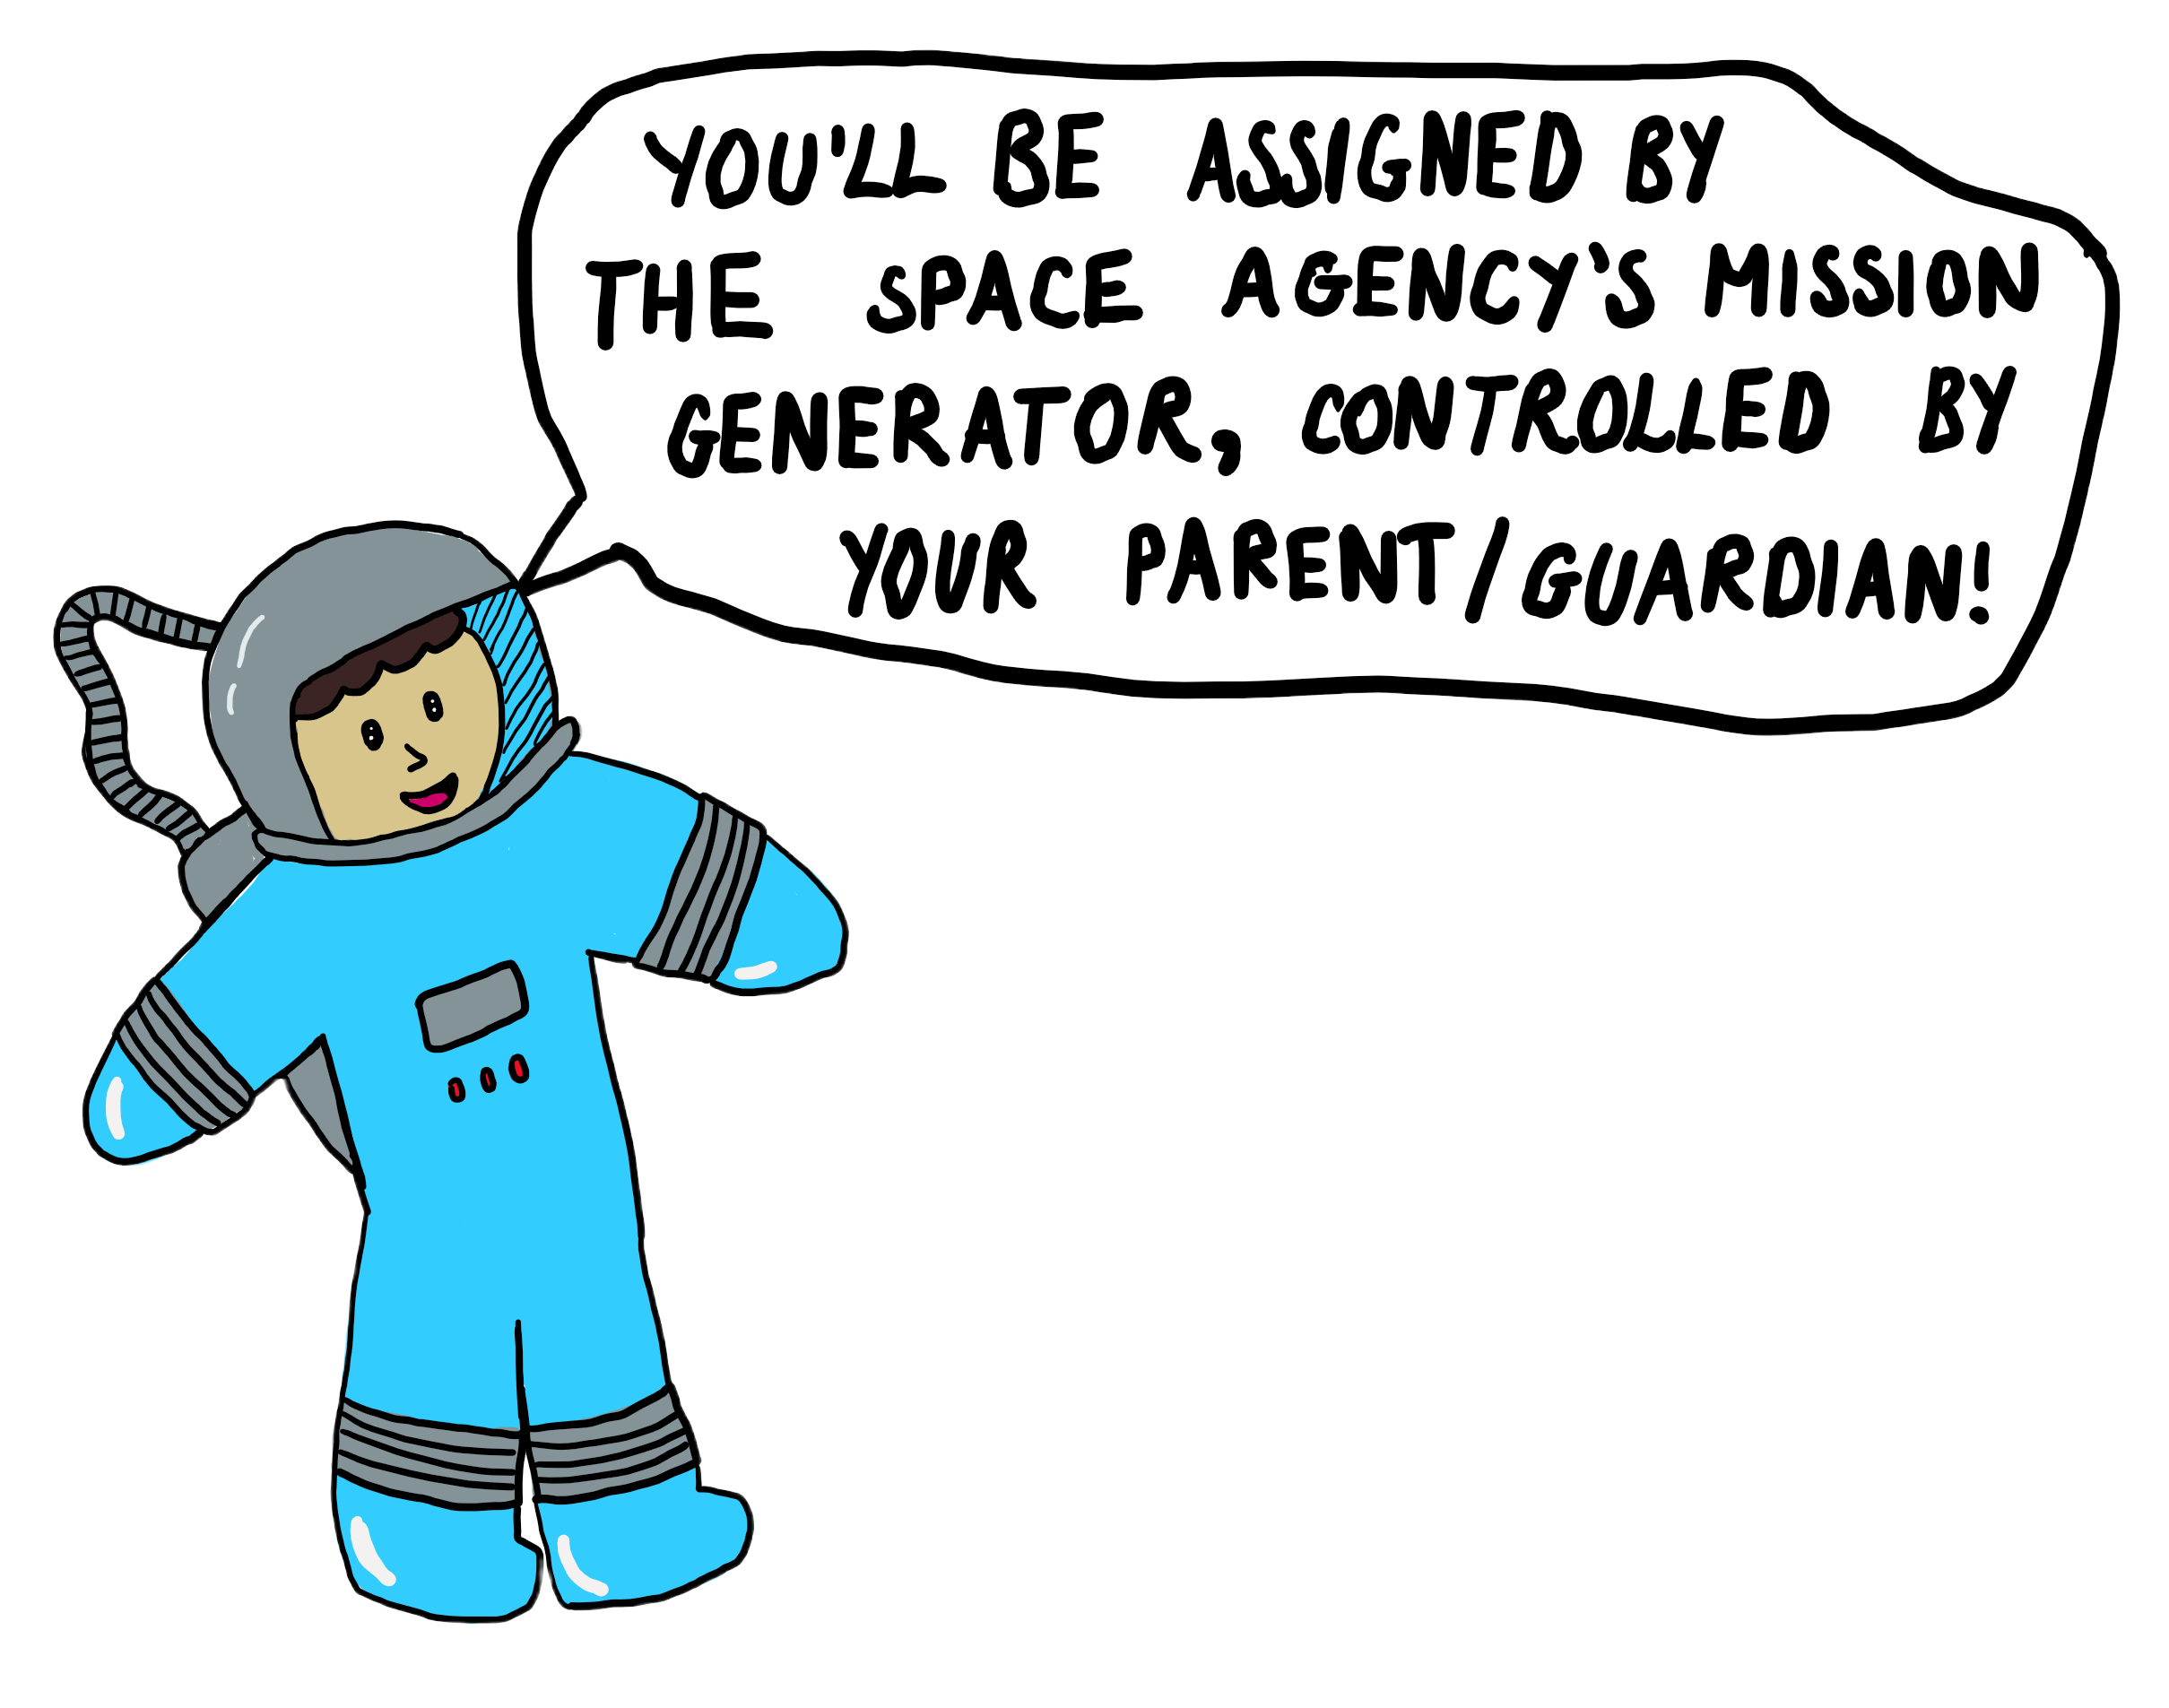 YOU'LL BE ASSIGNED BY
THE SPACE AGENCY'S MISSION
GENERATOR, CONTROLLED BY
YOUR PARENT/GUARDIAN!